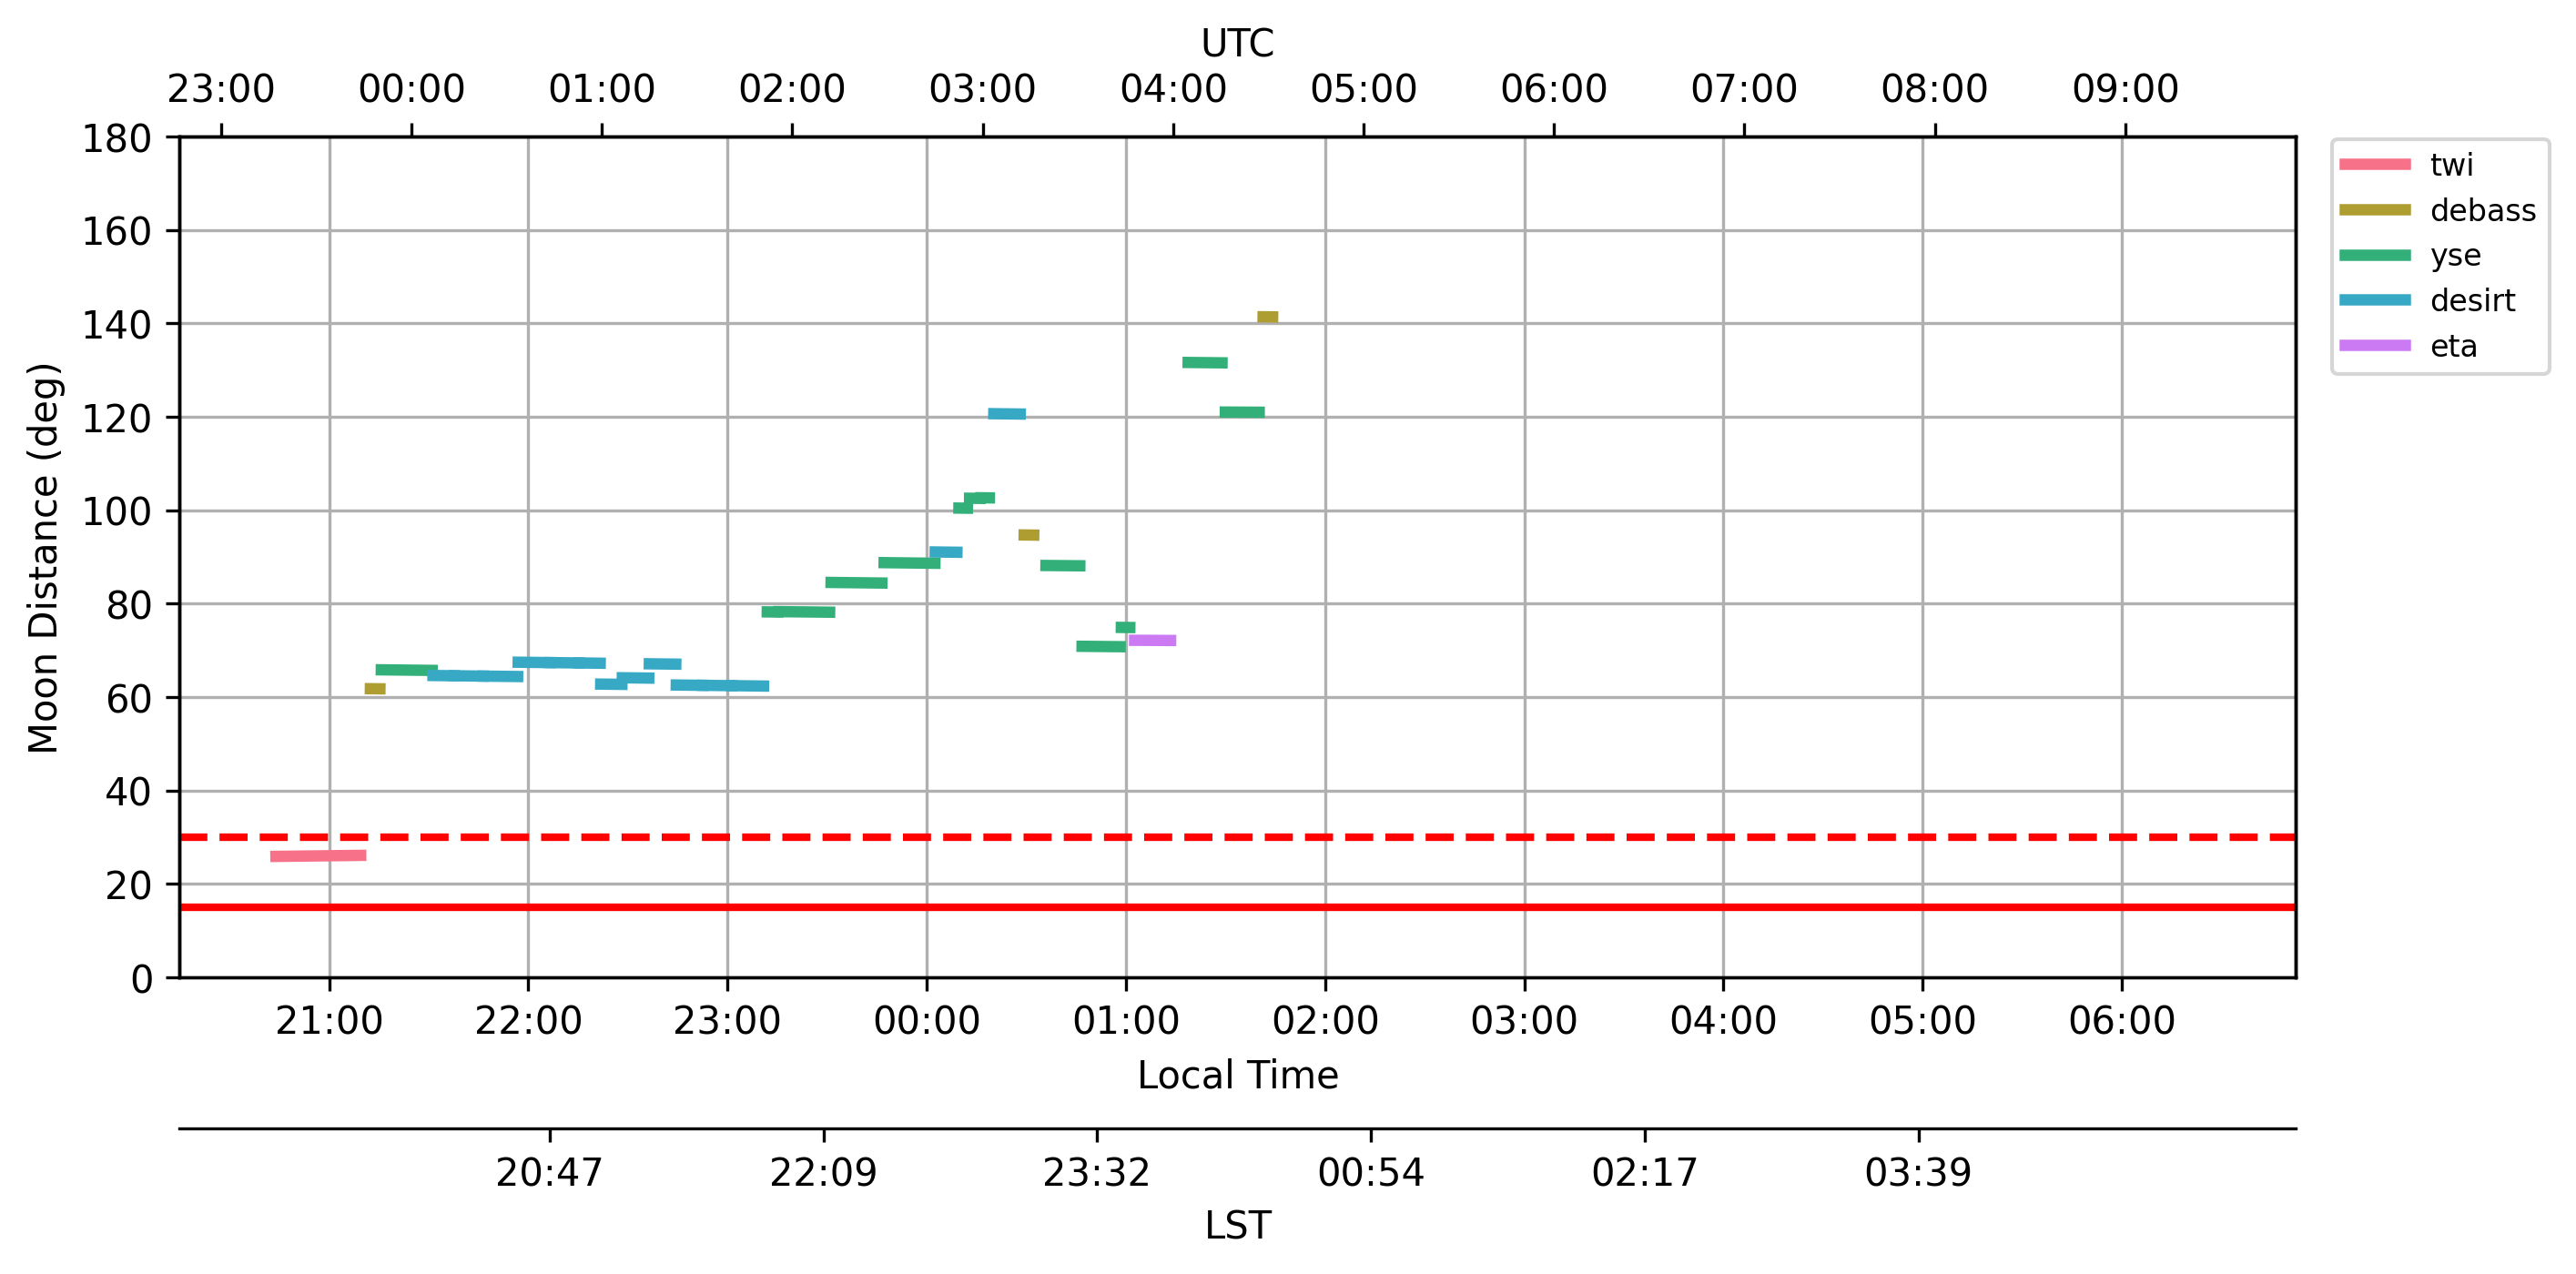 UTC
23:00 00:00 01:00 02:00 03:00 04:00 05:00 06:00 07:00 08:00 09:00
180
160
140
120
100
80
60
40
20
0
Moon Distance (deg)
twi
debass
yse
desirt
eta
21:00 22:00 23:00 00:00 01:00 02:00 03:00 04:00 05:00 06:00
Local Time
20:47 22:09 23:32 00:54 02:17 03:39
LST